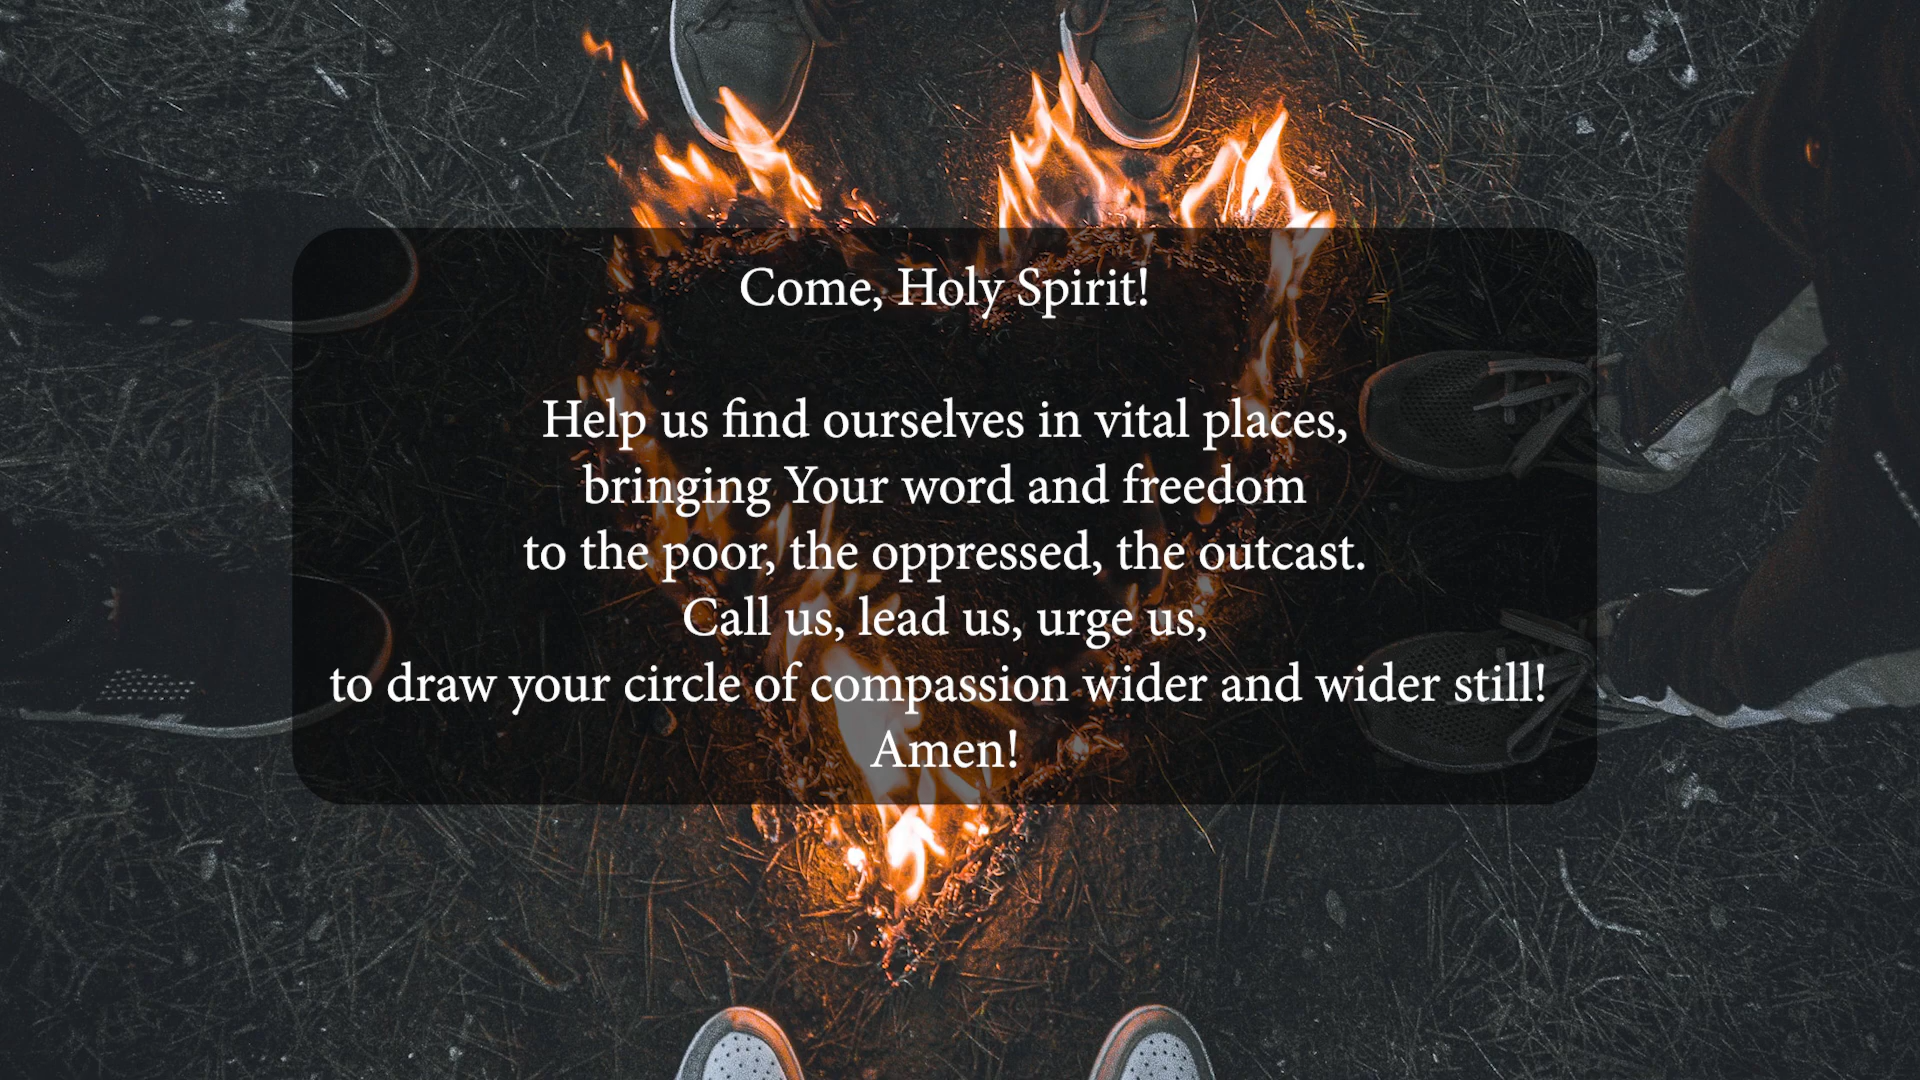 Come, Holy Spirit!
Help us find ourselves in vital places,
bringing Your word and freedom
to the poor, the oppressed, the outcast.
Call us, lead us, urge us,
to draw your circle of compassion wider and wider still!
Amen!